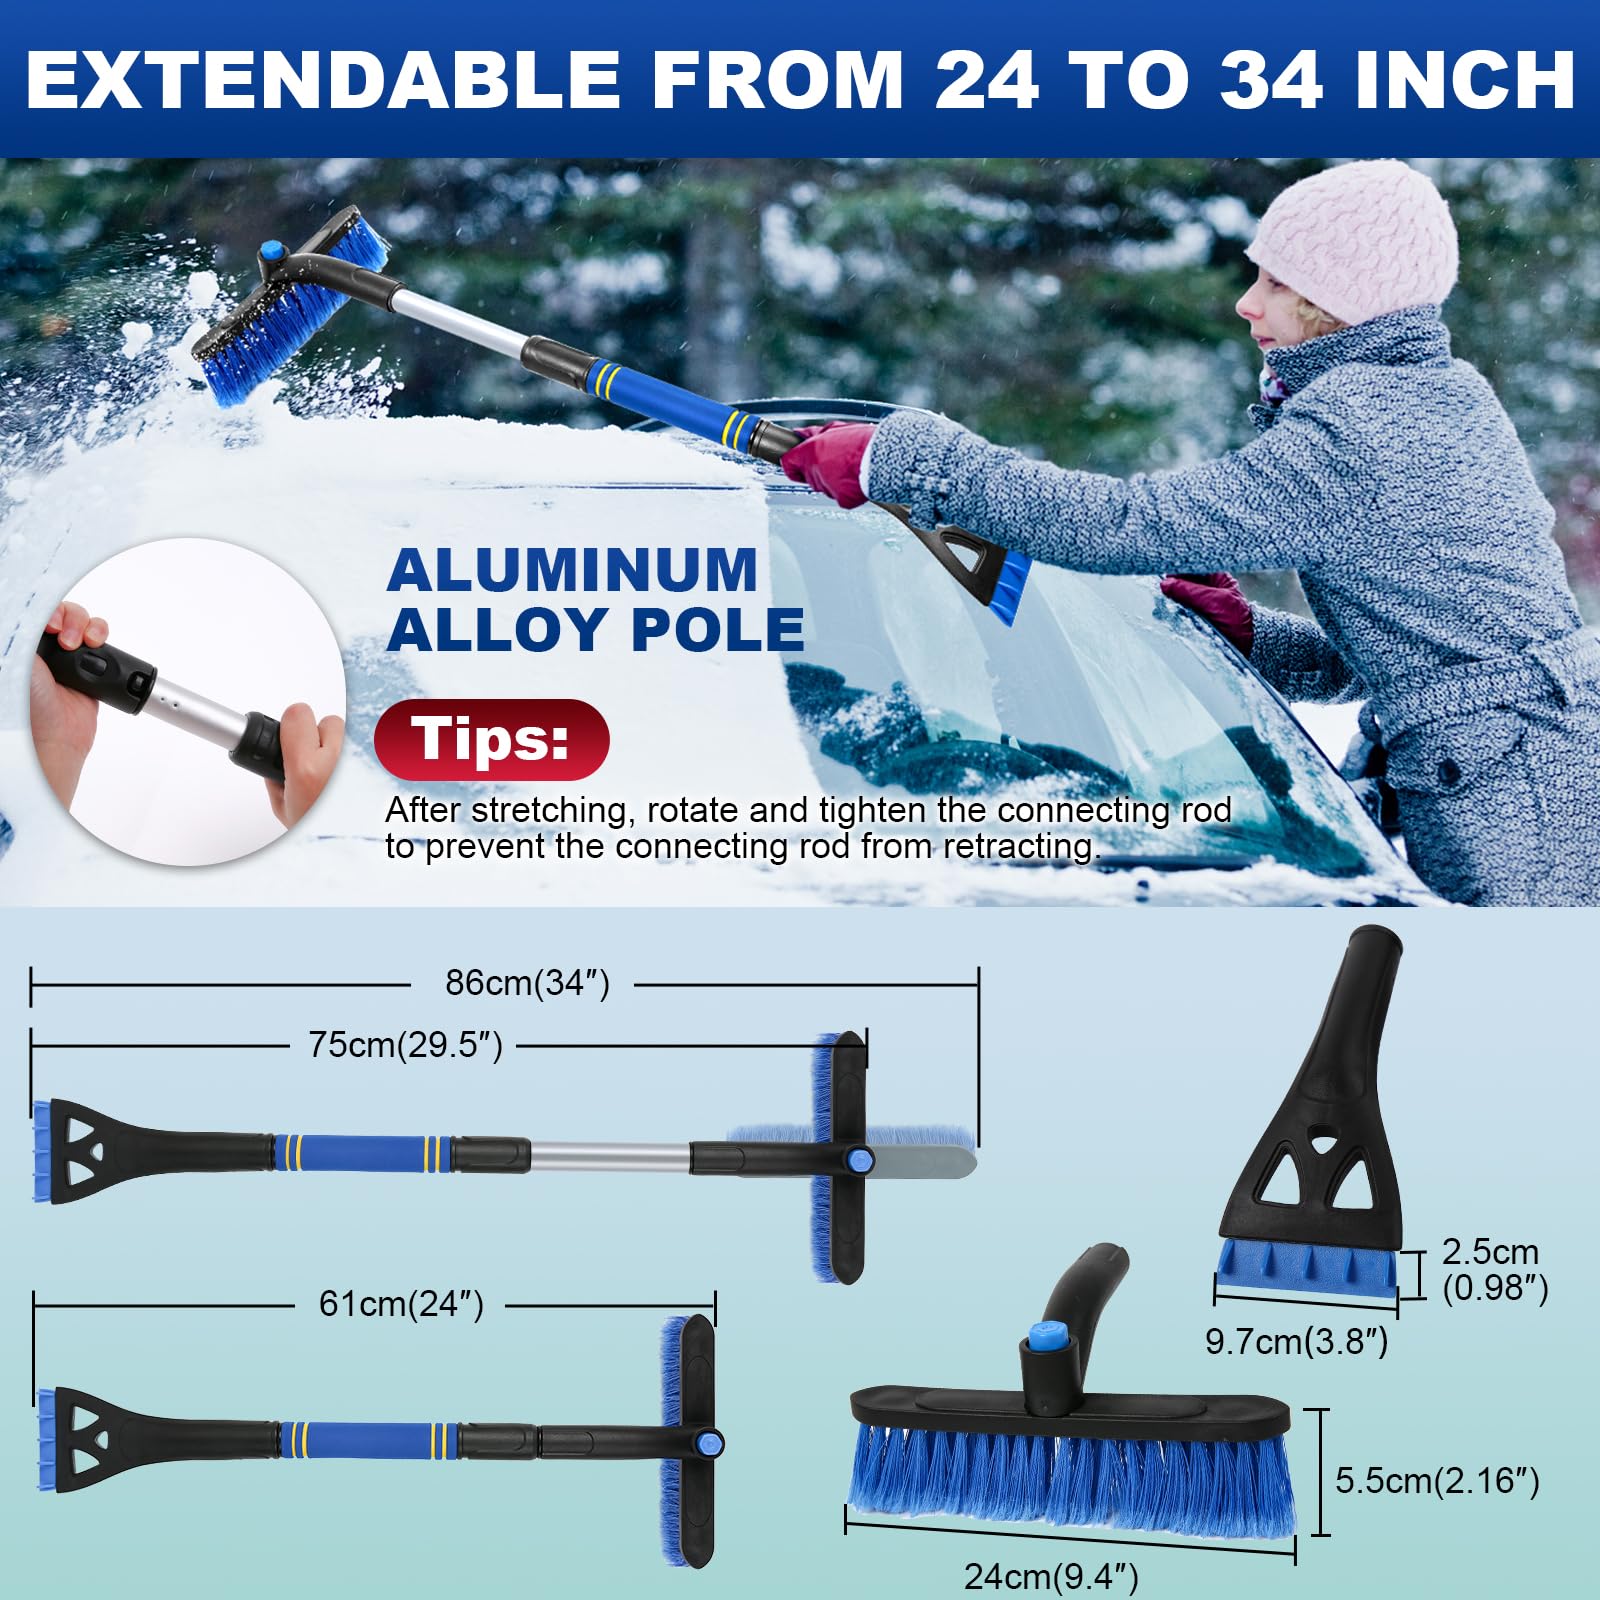 EXTENDABLE FROM 24 TO 34 INCH
ALUMINUM
ALLOY POLE
Tips:
After stretching, rotate and tighten the connecting rod
to prevent the connecting rod from retracting.
86cm(34″)
75cm(29.5″)
61cm(24″)
2.5cm
(0.98″)
9.7cm(3.8″)
5.5cm(2.16″)
24cm(9.4″)